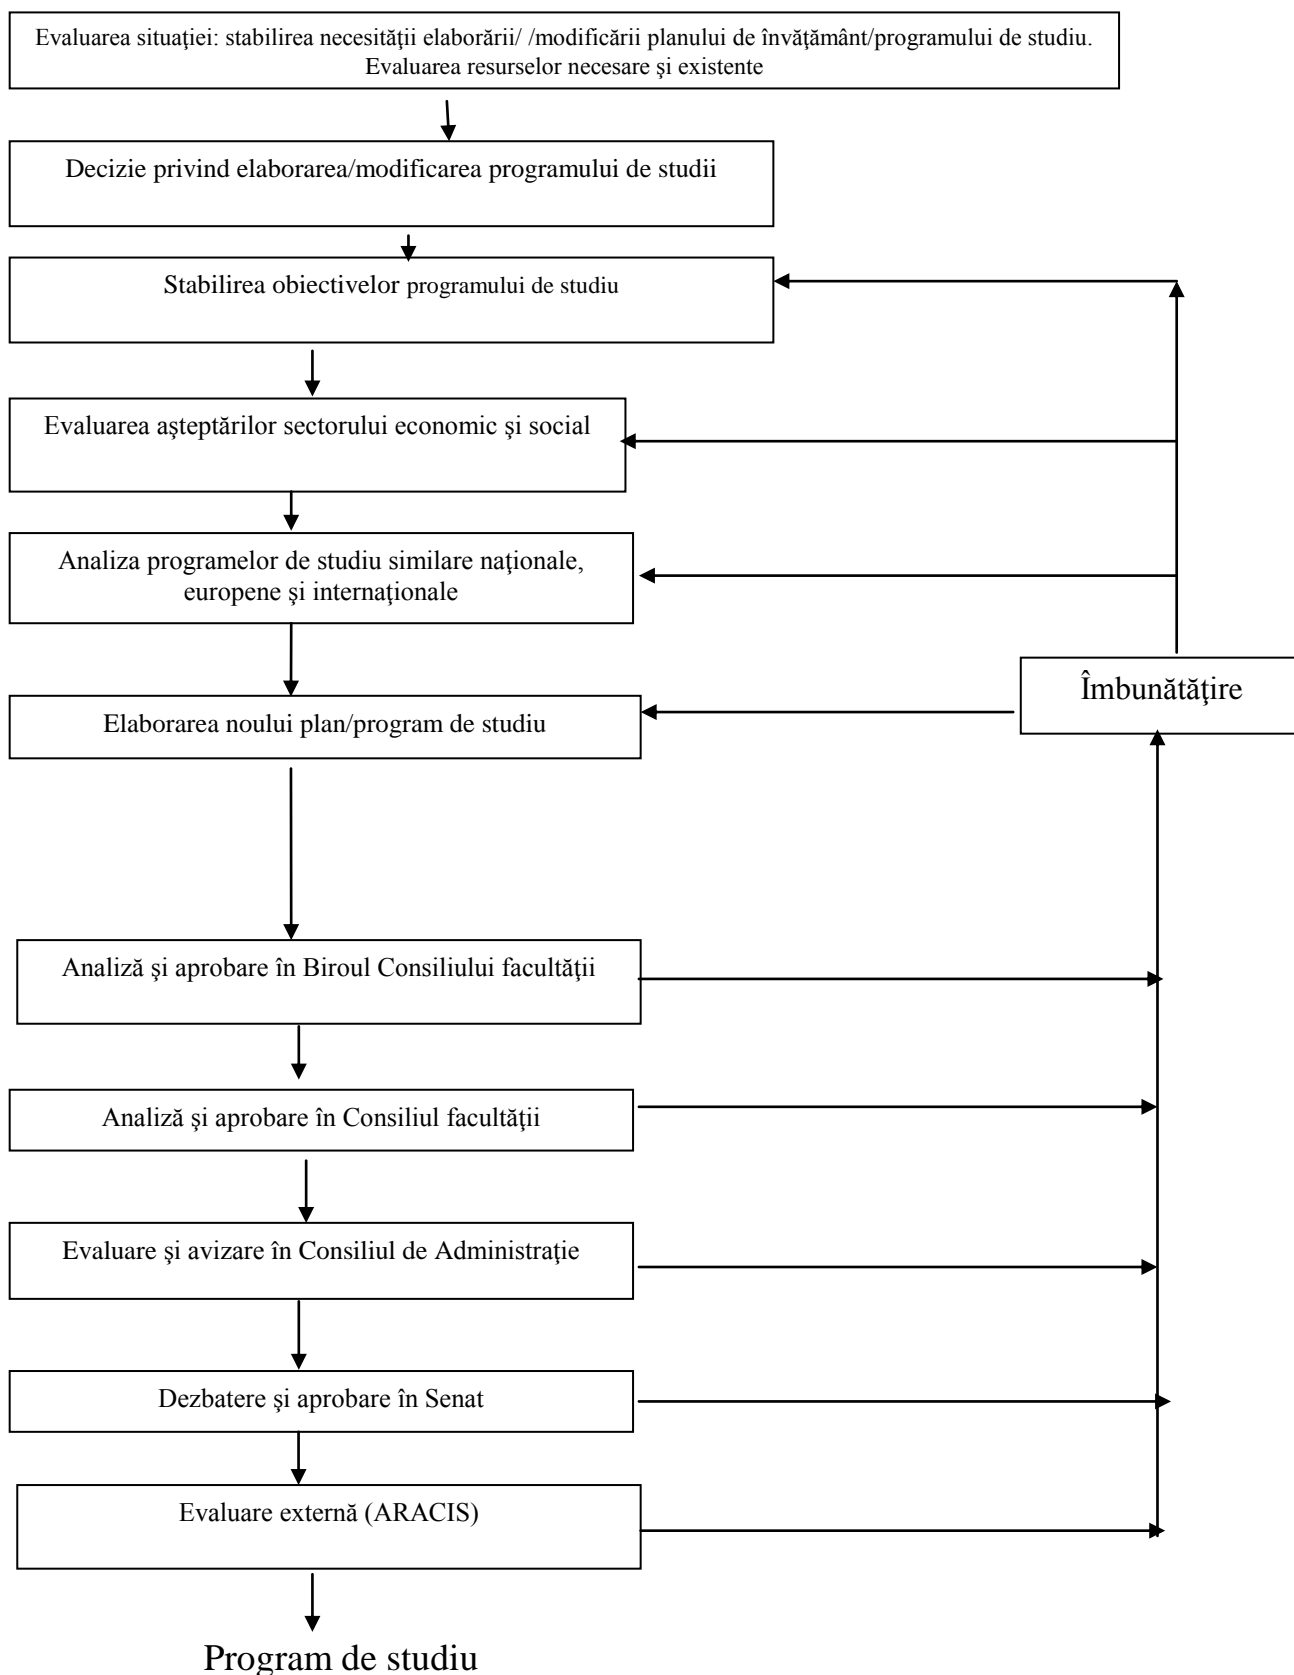 Evaluarea situaţiei: stabilirea necesităţii elaborării/ /modificării planului de învăţământ/programului de studiu.
Evaluarea resurselor necesare şi existente
Decizie privind elaborarea/modificarea programului de studii
Stabilirea obiectivelor programului de studiu
Evaluarea aşteptărilor sectorului economic şi social
Analiza programelor de studiu similare naţionale,
europene şi internaţionale
Îmbunătăţire
Elaborarea noului plan/program de studiu
Analiză şi aprobare în Biroul Consiliului facultăţii
Analiză şi aprobare în Consiliul facultăţii
Evaluare şi avizare în Consiliul de Administraţie
Dezbatere şi aprobare în Senat
Evaluare externă (ARACIS)
Program de studiu